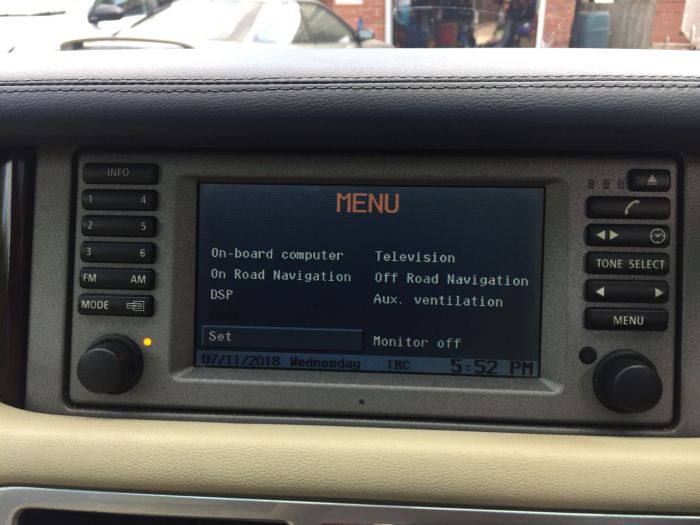 INFO
1 4
2 5
3 6
FM AM
MODE
MENU
On-board computer Television
On Road Navigation Off Road Navigation
DSP Aux. ventilation
Code
Set Monitor off
07/11/2018 Wednesday TMC 5:52 PM
TONE SELECT
MENU